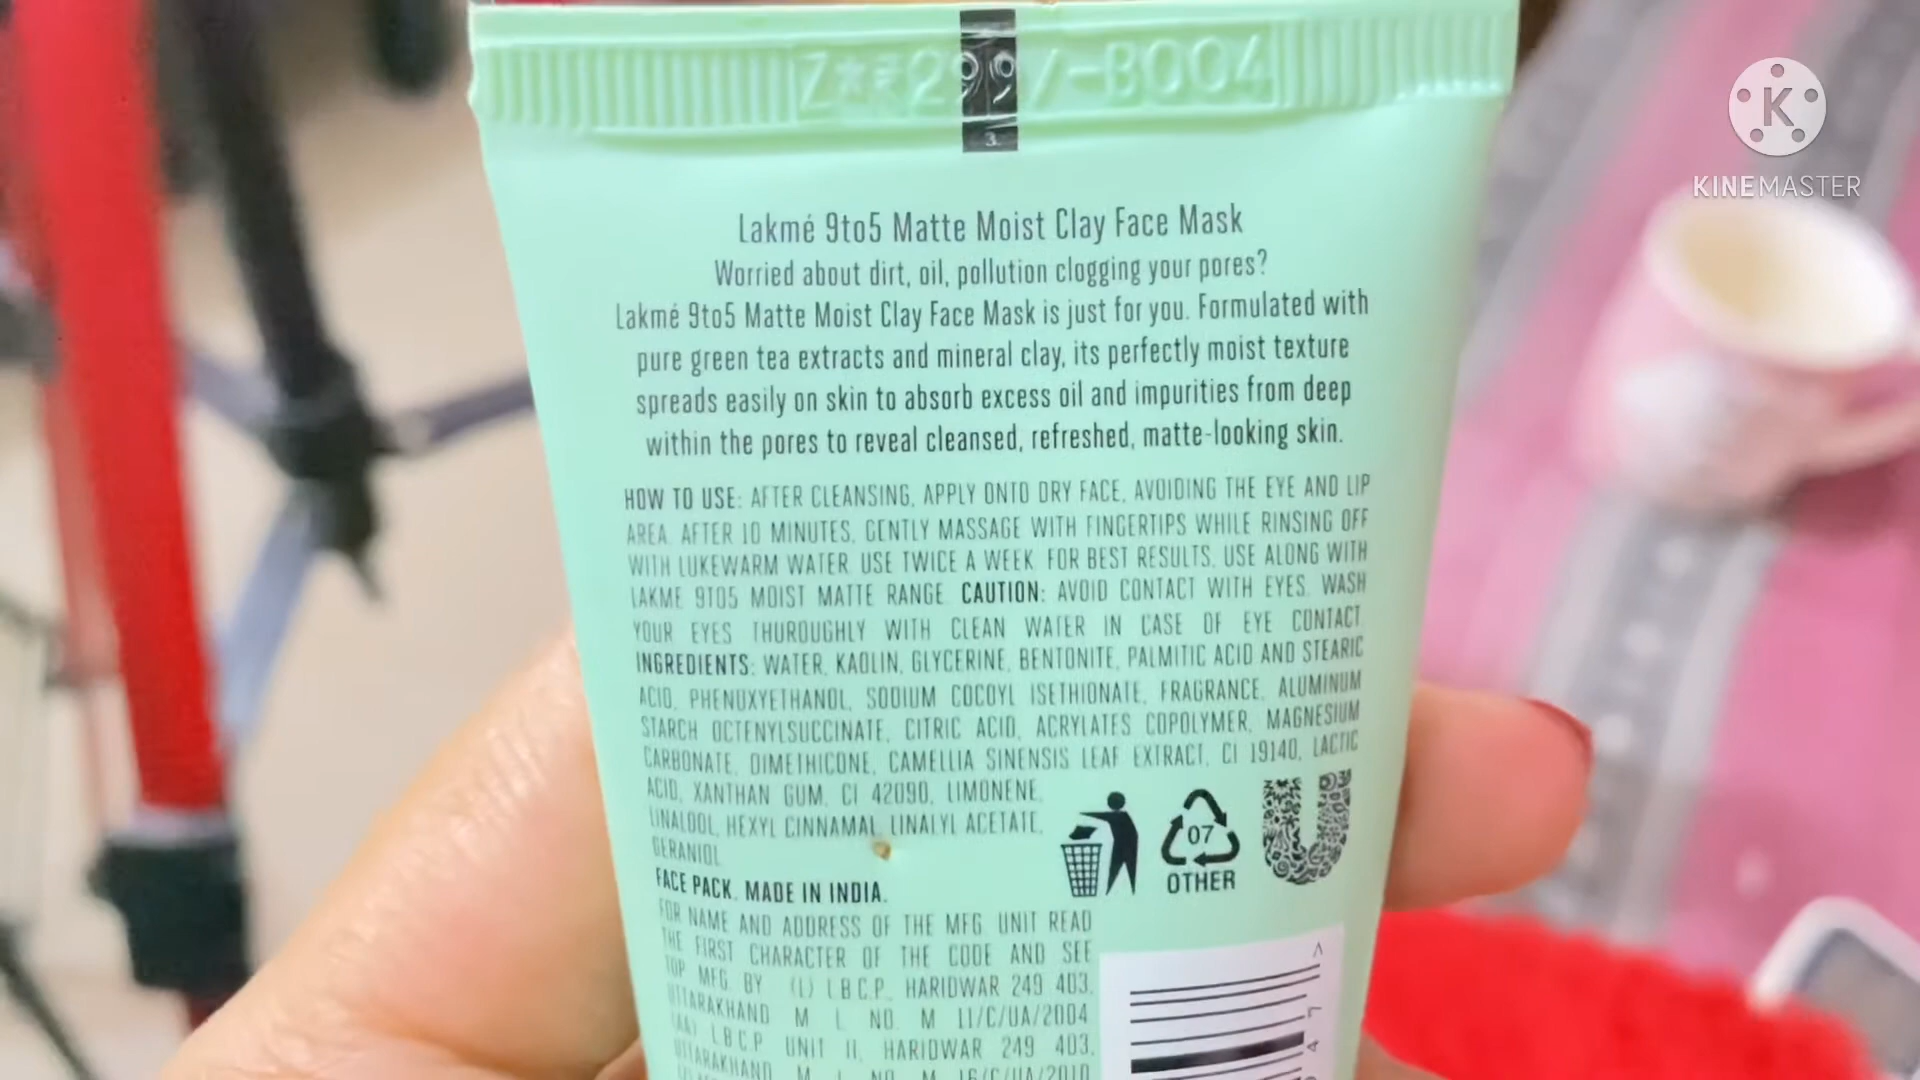 Z*₹299/-B004
3.
KINEMASTER
Lakmé 9to5 Matte Moist Clay Face Mask
Worried about dirt, oil, pollution clogging your pores?
Lakmé 9to5 Matte Moist Clay Face Mask is just for you. Formulated with
pure green tea extracts and mineral clay, its perfectly moist texture
spreads easily on skin to absorb excess oil and impurities from deep
within the pores to reveal cleansed, refreshed, matte-looking skin.
HOW TO USE: AFTER CLEANSING, APPLY ONTO DRY FACE, AVOIDING THE EYE AND LIP
AREA. AFTER 10 MINUTES, GENTLY MASSAGE WITH FINGERTIPS WHILE RINSING OFF
WITH LUKEWARM WATER. USE TWICE A WEEK. FOR BEST RESULTS, USE ALONG WITH
LAKME 9TO5 MOIST MATTE RANGE. CAUTION: AVOID CONTACT WITH EYES. WASH
YOUR EYES THUROUGHLY WITH CLEAN WATER IN CASE OF EYE CONTACT.
INGREDIENTS: WATER, KAOLIN, GLYCERINE, BENTONITE, PALMITIC ACID AND STEARIC
ACID, PHENOXYETHANOL, SODIUM COCOYL ISETHIONATE, FRAGRANCE, ALUMINUM
STARCH OCTENYLSUCCINATE, CITRIC ACID, ACRYLATES COPOLYMER, MAGNESIUM
CARBONATE, DIMETHICONE, CAMELLIA SINENSIS LEAF EXTRACT, CI 19140, LACTIC
ACID, XANTHAN GUM, CI 42090, LIMONENE,
LINALOOL, HEXYL CINNAMAL, LINALYL ACETATE,
GERANIOL
07
OTHER
FACE PACK. MADE IN INDIA.
FOR NAME AND ADDRESS OF THE MFG. UNIT READ
THE FIRST CHARACTER OF THE CODE AND SEE
TOP MFG. BY (L) L.B.C.P., HARIDWAR 249 403,
UTTARAKHAND M L NO. M 11/C/UA/2004
(AA) L.B.C.P UNIT II, HARIDWAR 249 403,
UTTARAKHAND M L NO M 16/C/UA/2010